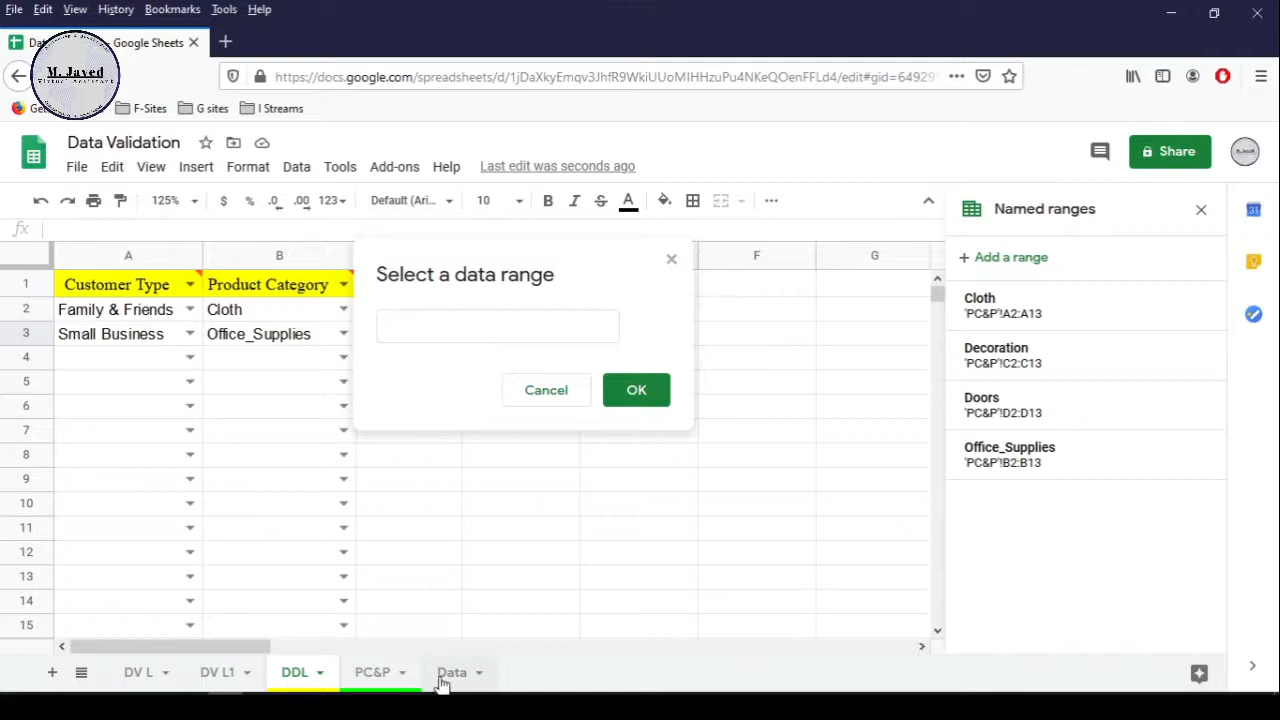 File Edit View History Bookmarks Tools Help
Google Sheets
M. Javed
Virtual Assistant
https://docs.google.com/spreadsheets/d/1jDaXkyEmqv3JhfR9WkiUUoMIHHzuPu4NKeQOenFFLd4/edit#gid=6492
F-Sites G sites I Streams
Data Validation
File Edit View Insert Format Data Tools Add-ons Help Last edit was seconds ago
Share
125% $ % .0 .00 123 Default (Ari... 10 B I S A
fx
A B F G
1 Customer Type Product Category
2 Family & Friends Cloth
3 Small Business Office_Supplies
4
5
6
7
8
9
10
11
12
13
14
15
Select a data range
Cancel OK
Named ranges
+ Add a range
Cloth
'PC&P'!A2:A13
Decoration
'PC&P'!C2:C13
Doors
'PC&P'!D2:D13
Office_Supplies
'PC&P'!B2:B13
31
DV L DV L1 DDL PC&P Data